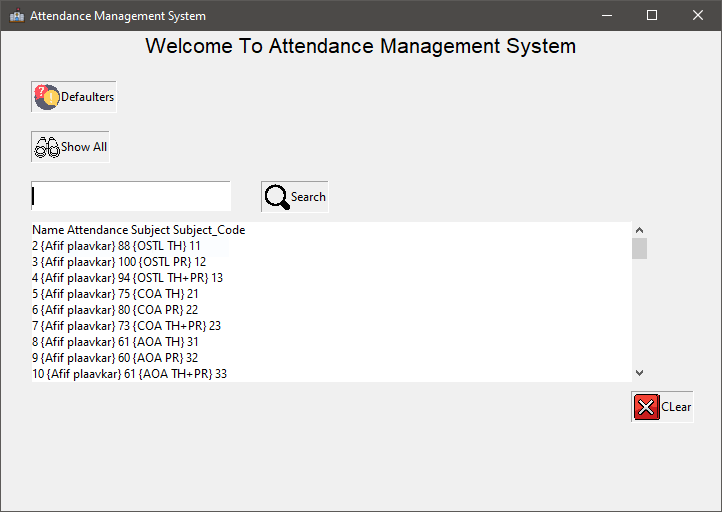 Attendance Management System
Welcome To Attendance Management System
Defaulters
Show All
Search
Name Attendance Subject Subject_Code
2 {Afif plaavkar} 88 {OSTL TH} 11
3 {Afif plaavkar} 100 {OSTL PR} 12
4 {Afif plaavkar} 94 {OSTL TH+PR} 13
5 {Afif plaavkar} 75 {COA TH} 21
6 {Afif plaavkar} 80 {COA PR} 22
7 {Afif plaavkar} 73 {COA TH+PR} 23
8 {Afif plaavkar} 61 {AOA TH} 31
9 {Afif plaavkar} 60 {AOA PR} 32
10 {Afif plaavkar} 61 {AOA TH+PR} 33
CLear